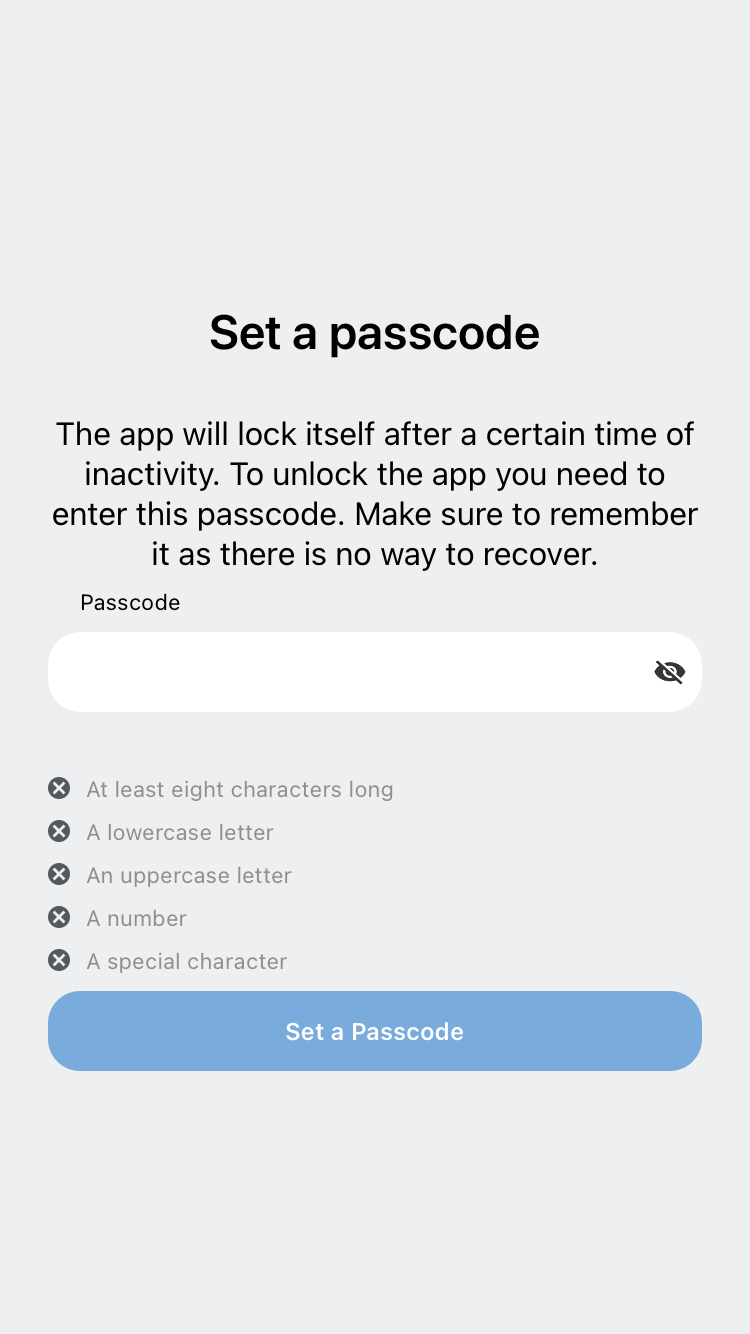 Set a passcode
The app will lock itself after a certain time of
inactivity. To unlock the app you need to
enter this passcode. Make sure to remember
it as there is no way to recover.
Passcode
At least eight characters long
A lowercase letter
An uppercase letter
A number
A special character
Set a Passcode